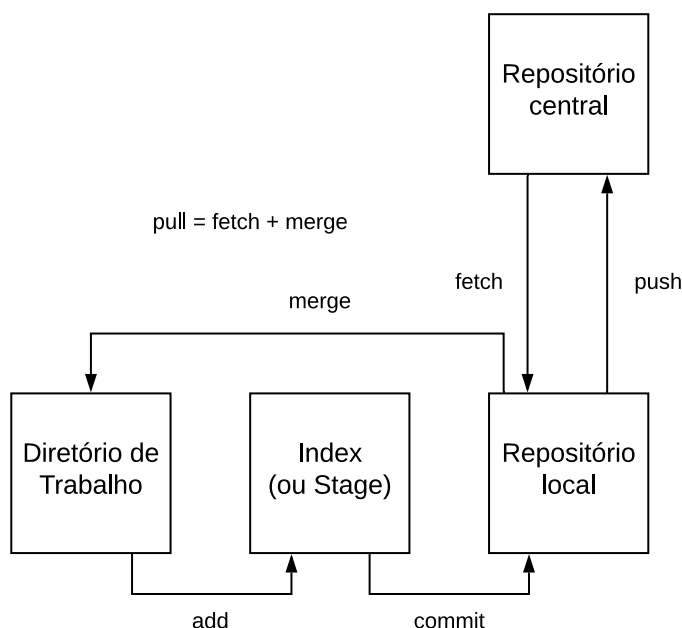 Repositório
central
pull = fetch + merge
fetch
push
merge
Diretório de
Trabalho
Index
(ou Stage)
Repositório
local
add
commit